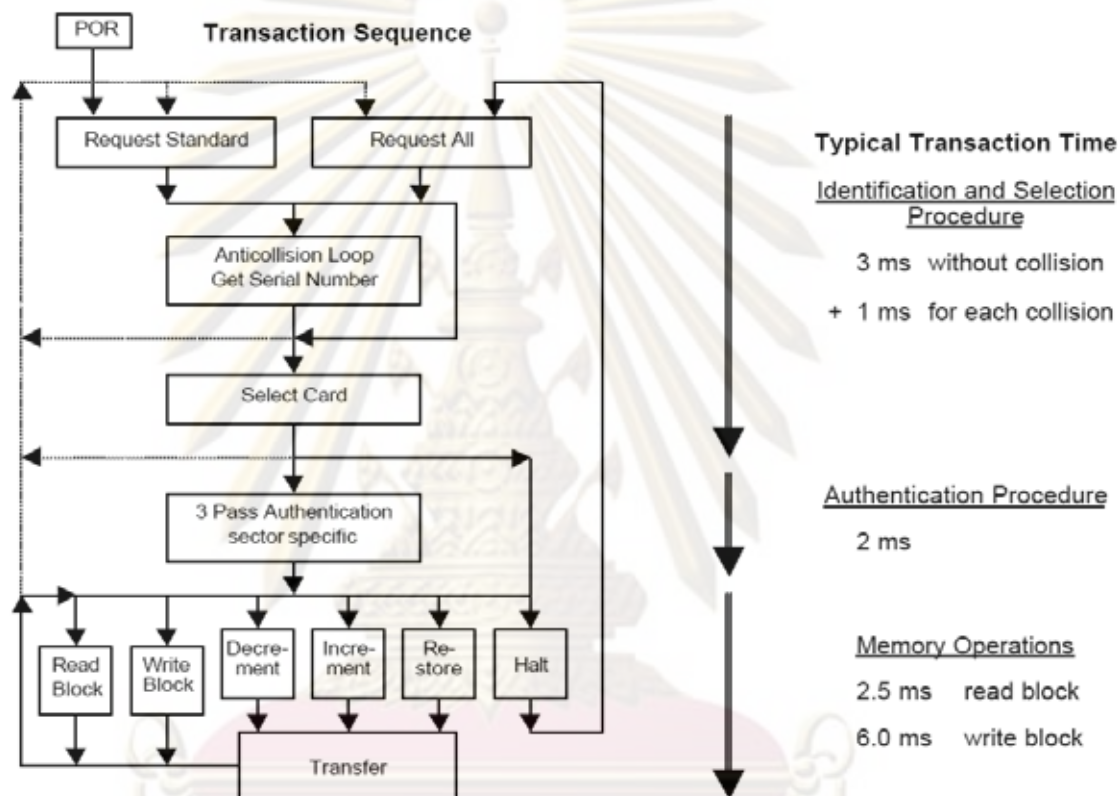 POR
Transaction Sequence
Request Standard
Request All
Anticollision Loop
Get Serial Number
Select Card
3 Pass Authentication
sector specific
Read
Block
Write
Block
Decre-
ment
Incre-
ment
Re-
store
Halt
Transfer
Typical Transaction Time
Identification and Selection
Procedure
3 ms without collision
+ 1 ms for each collision
Authentication Procedure
2 ms
Memory Operations
2.5 ms read block
6.0 ms write block